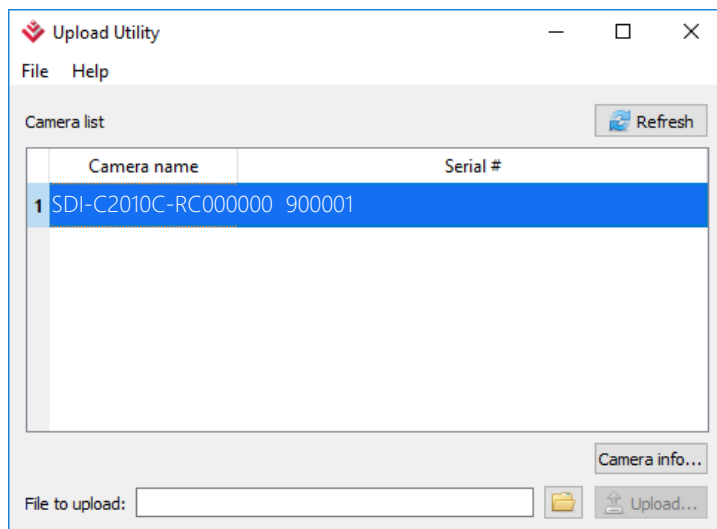 Upload Utility
File Help
Camera list Refresh
Camera name Serial #
1 SDI-C2010C-RC000000 900001
Camera info...
File to upload: Upload...